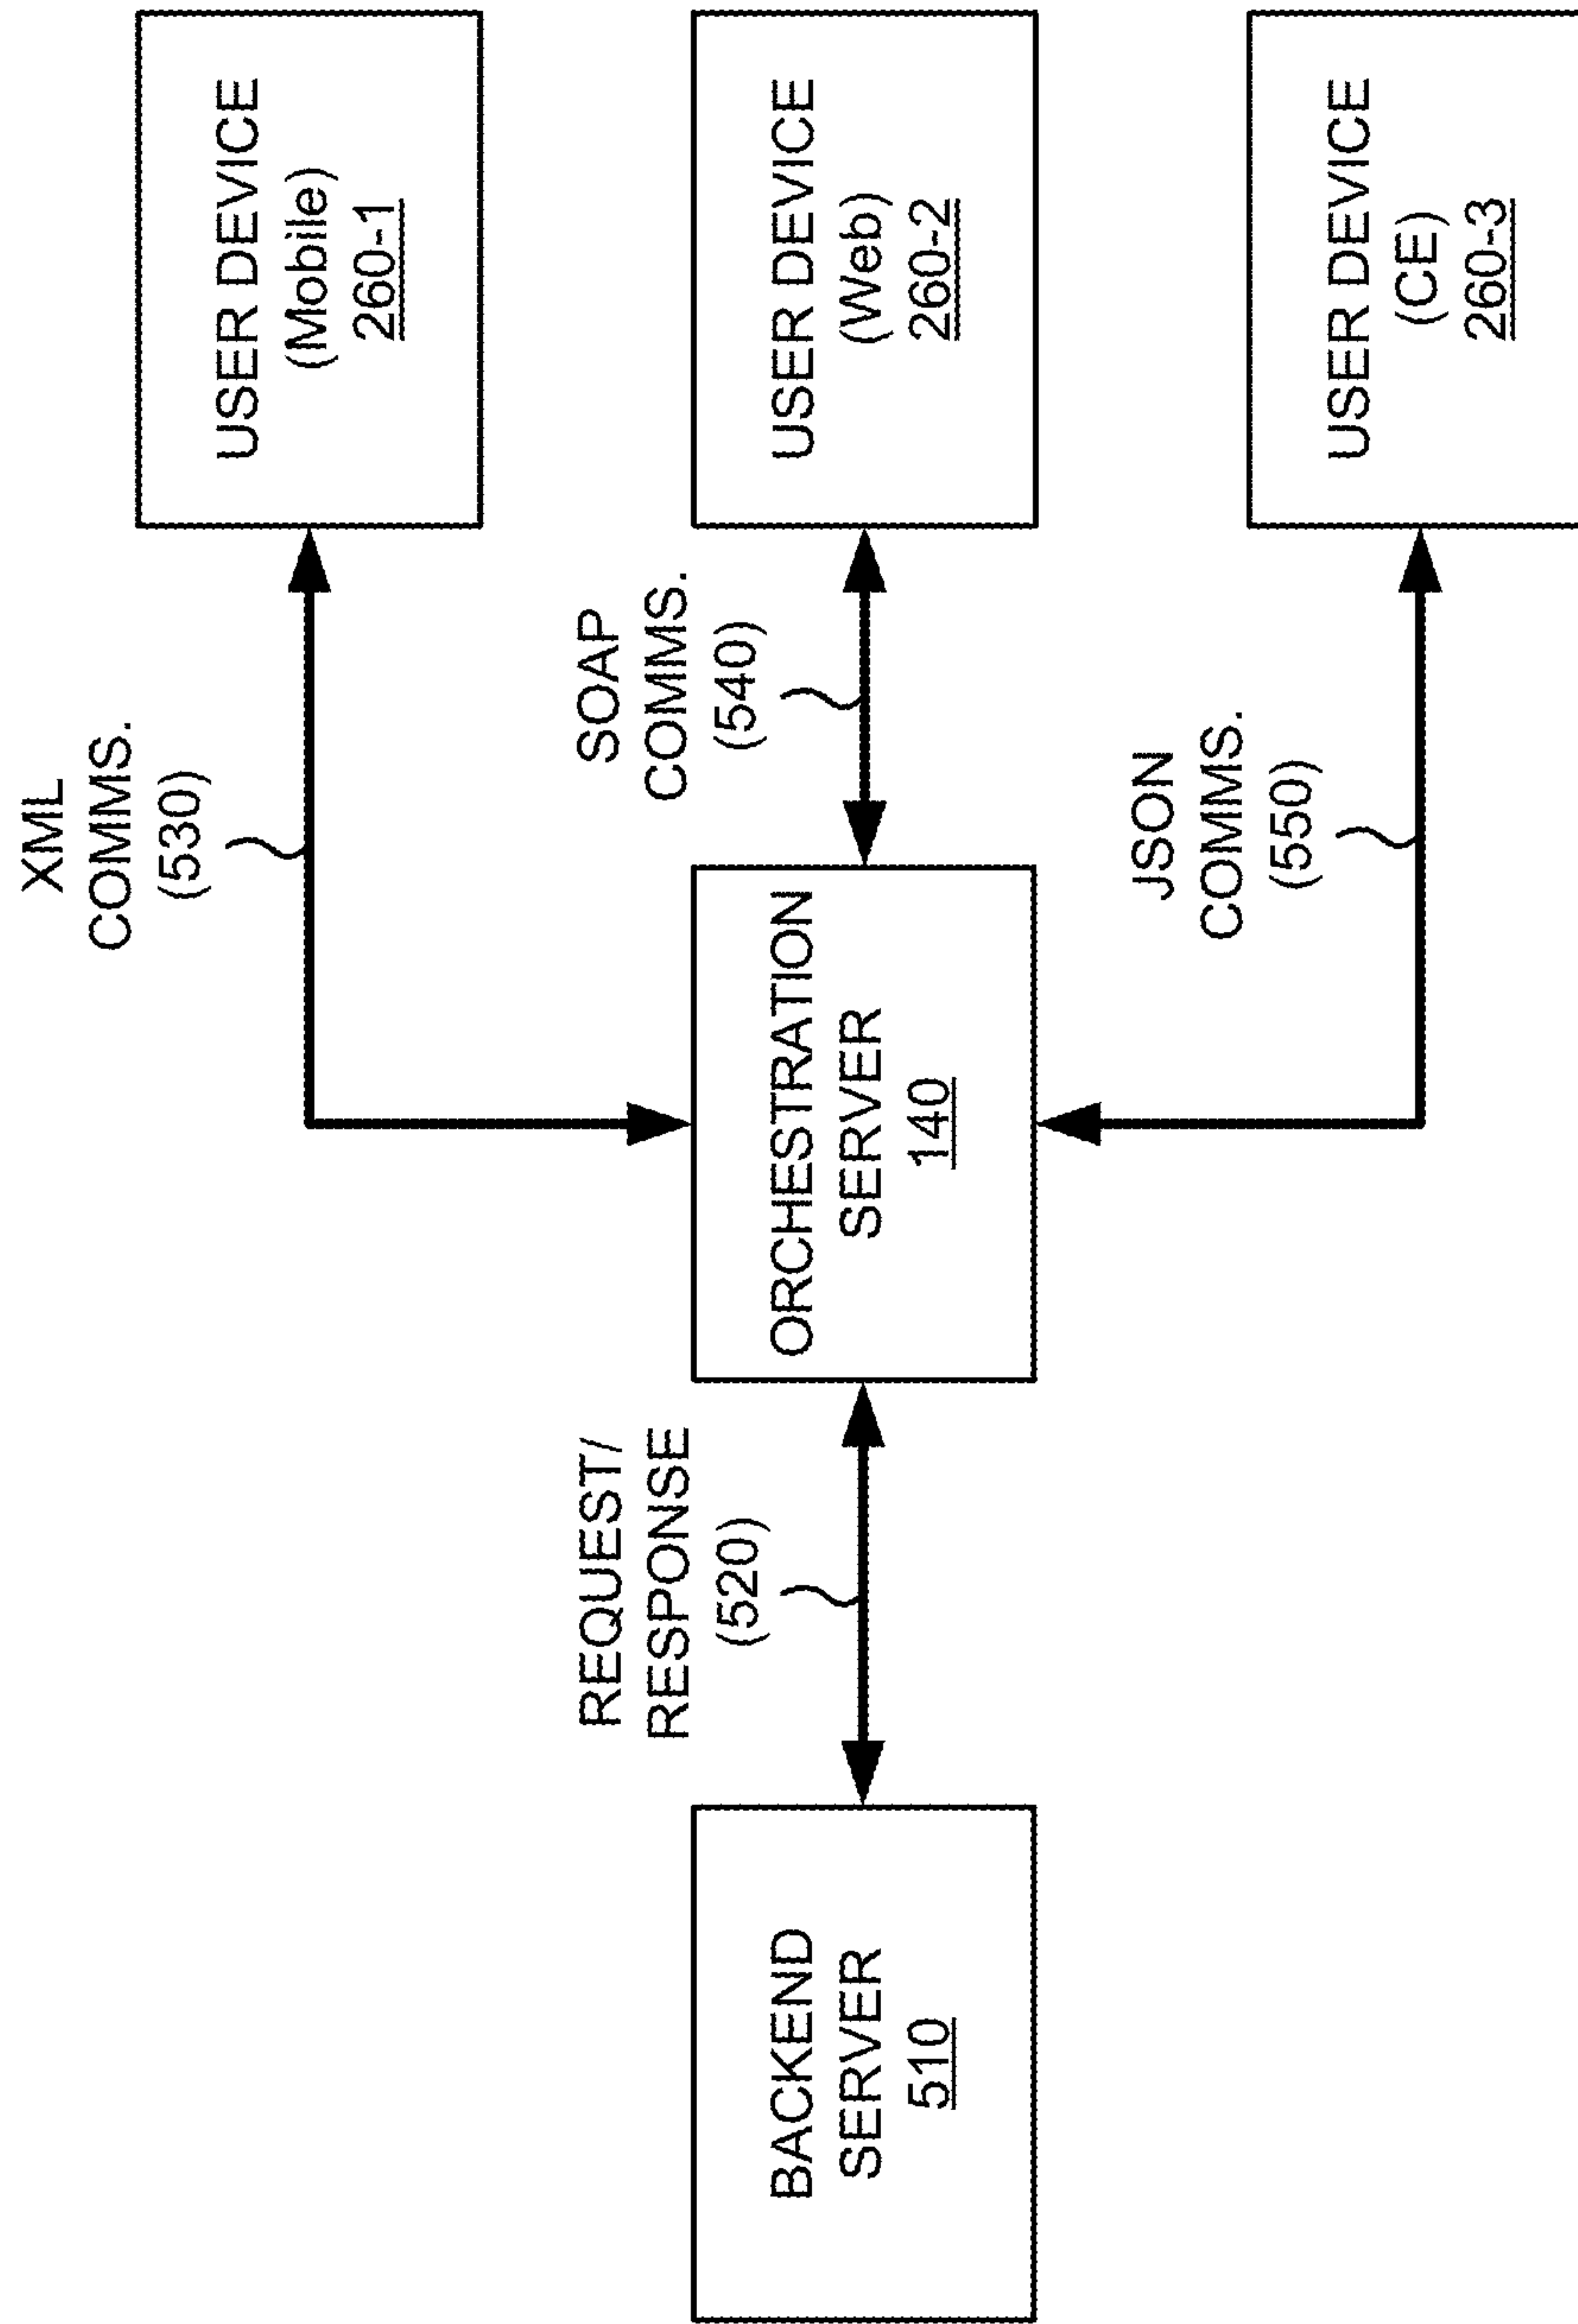 XML
COMMS.
(530)
USER DEVICE
(Mobile)
260-1
REQUEST/
RESPONSE
(520)
SOAP
COMMS.
(540)
BACKEND
SERVER
510
ORCHESTRATION
SERVER
140
USER DEVICE
(Web)
260-2
JSON
COMMS.
(550)
USER DEVICE
(CE)
260-3